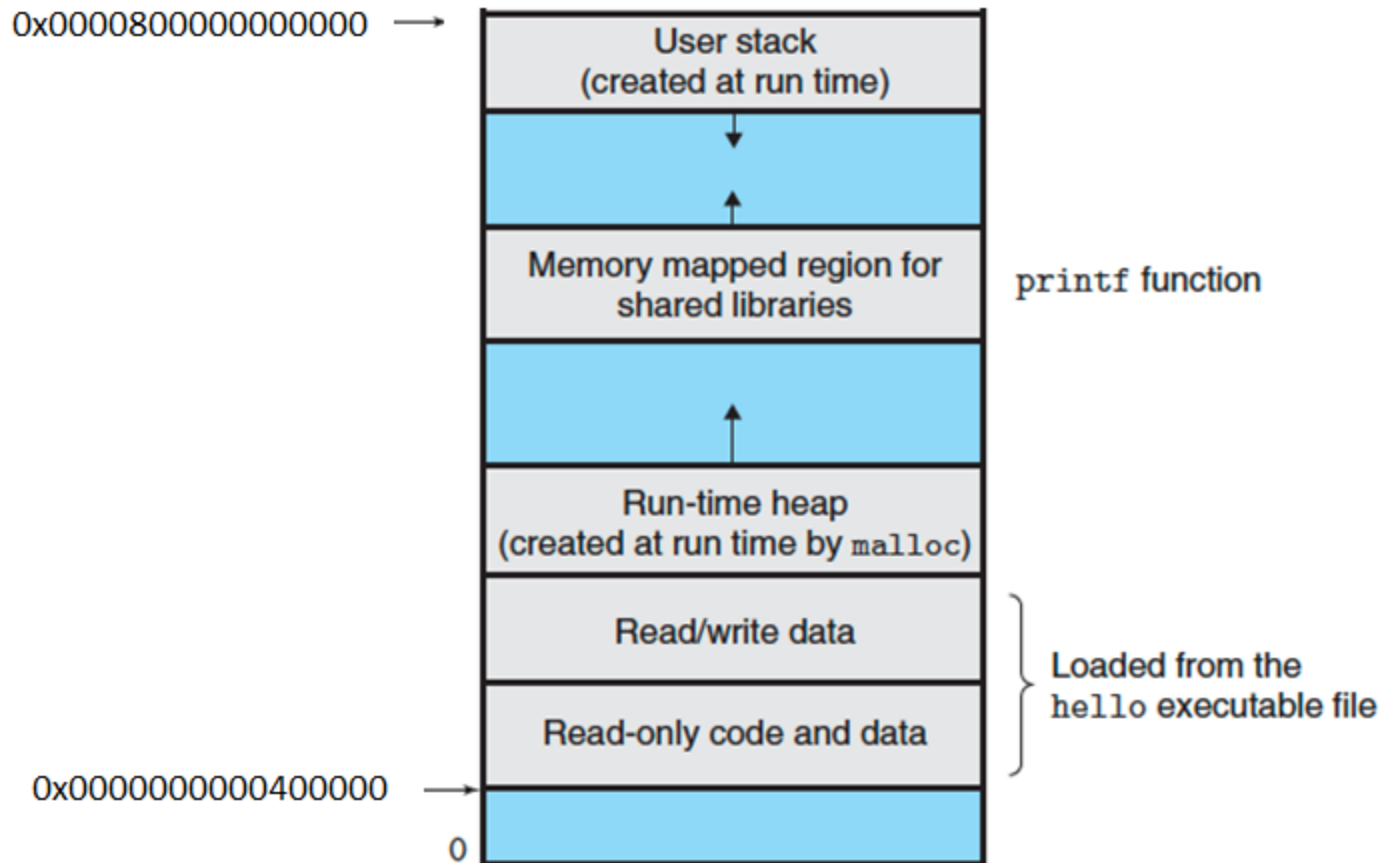 0x0000800000000000
User stack
(created at run time)
Memory mapped region for
shared libraries
printf function
Run-time heap
(created at run time by malloc)
Read/write data
Loaded from the
hello executable file
Read-only code and data
0x0000000000400000
0